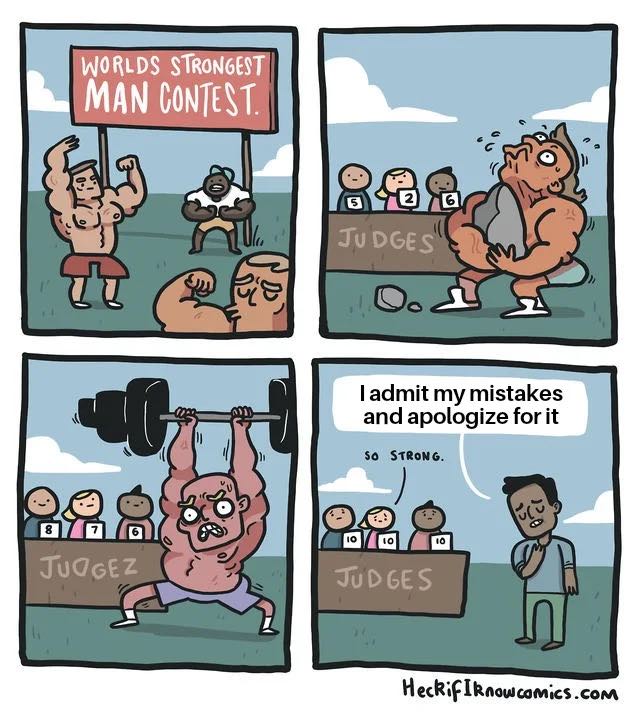 WORLDS STRONGEST
MAN CONTEST.
5
2
6
JUDGES
8
7
6
JUDGEZ
I admit my mistakes
and apologize for it
SO STRONG.
10
10
10
JUDGES
HeckifIknowcomics.com